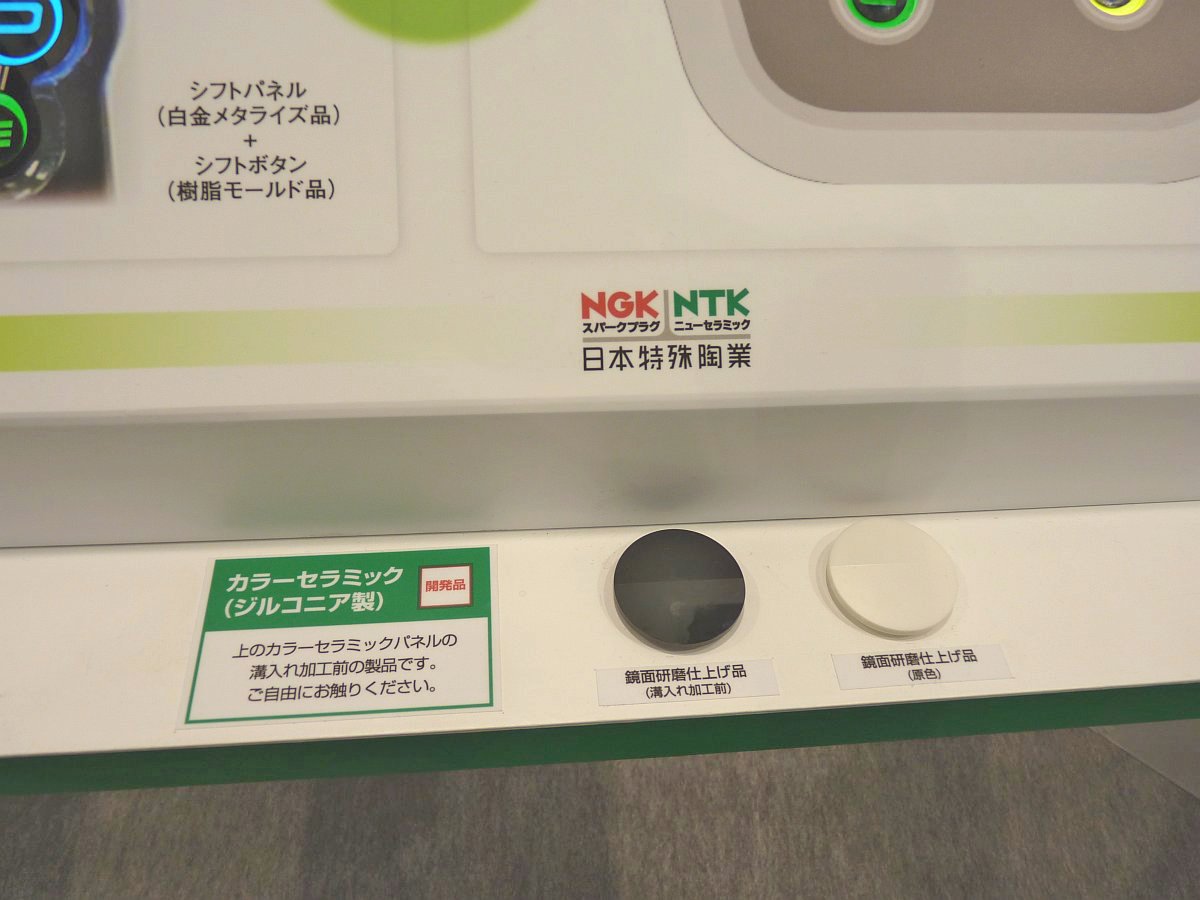 シフトパネル
(白金メタライズ品)
+
シフトボタン
(樹脂モールド品)
NGK NTK
スパークプラグ ニューセラミック
日本特殊陶業
カラーセラミック
(ジルコニア製)
開発品
上のカラーセラミックパネルの
溝入れ加工前の製品です。
ご自由にお触りください。
鏡面研磨仕上げ品
(溝入れ加工前)
鏡面研磨仕上げ品
(原色)